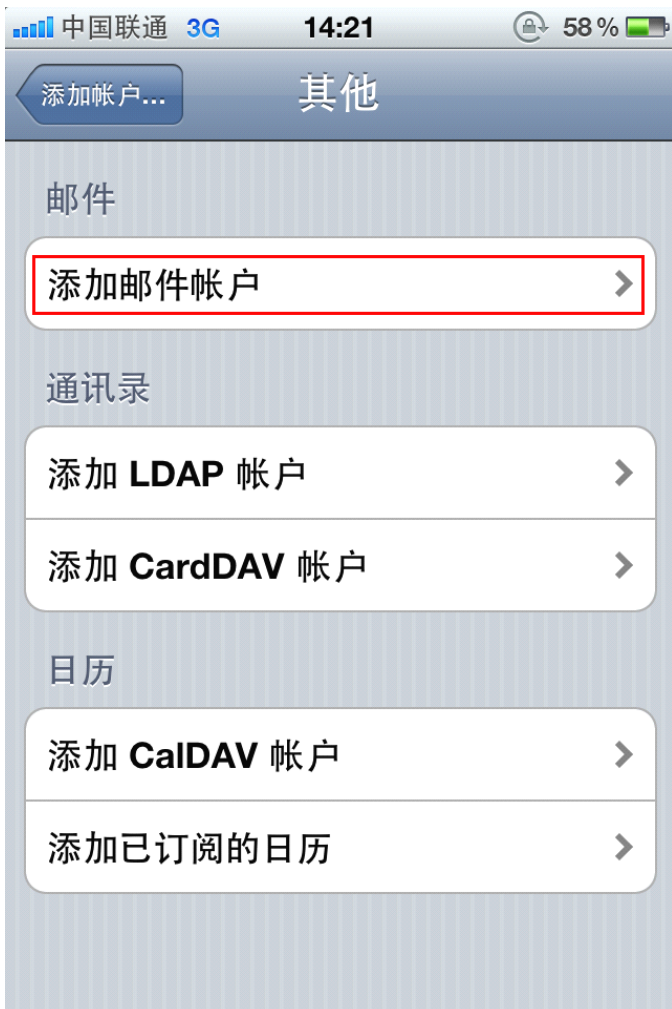 中国联通 3G 14:21 58%
添加帐户... 其他
邮件
添加邮件帐户
通讯录
添加 LDAP 帐户
添加 CardDAV 帐户
日历
添加 CalDAV 帐户
添加已订阅的日历